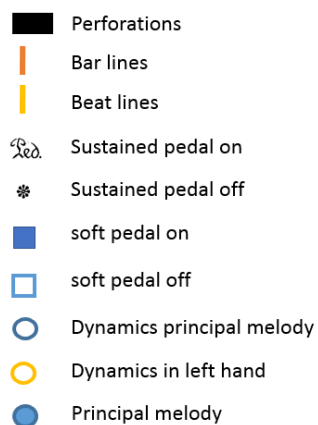 Perforations
Bar lines
Beat lines
Ped. Sustained pedal on
Sustained pedal off
soft pedal on
soft pedal off
Dynamics principal melody
Dynamics in left hand
Principal melody